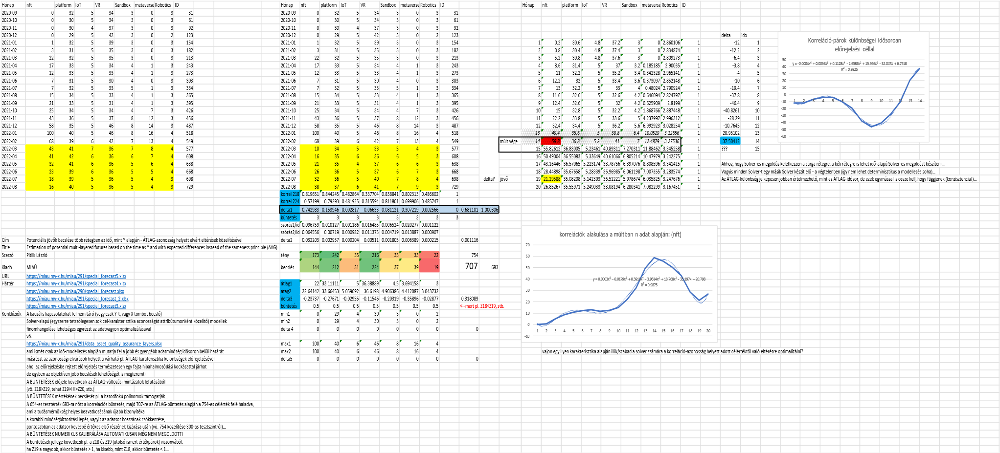 Hónap nft platform IoT VR Sandbox metaverse Robotics ID
2020-09 0 32 5 34 3 0 3 31
2020-10 0 30 5 34 3 0 3 61
2020-11 0 30 4 37 3 0 3 92
2020-12 0 29 5 42 3 0 2 123
2021-01 1 32 5 39 3 0 3 154
2021-02 3 31 5 35 3 0 3 182
2021-03 22 32 5 35 3 0 3 213
2021-04 17 33 5 34 4 1 3 243
2021-05 12 33 5 33 4 1 3 273
2021-06 7 31 5 30 4 0 3 303
2021-07 7 32 5 33 5 1 3 334
2021-08 15 34 5 33 4 1 3 365
2021-09 21 33 5 31 4 1 3 395
2021-10 25 34 5 34 4 7 3 426
2021-11 43 36 5 37 8 12 3 456
2021-12 58 35 5 46 8 14 3 487
2022-01 100 40 5 46 8 16 4 518
2022-02 68 39 6 42 7 13 4 549
2022-03 43 41 7 36 7 8 4 577
2022-04 41 42 6 36 6 7 4 608
2022-05 32 41 6 36 5 6 4 638
2022-06 23 39 6 36 5 5 4 668
2022-07 18 39 5 36 5 4 3 698
2022-08 16 40 5 36 5 4 3 729
Cím Potenciális jövők becslése több rétegben az idő, mint Y alapján - ÁTLAG-azonosság helyett elvárt eltérések közelítésével
Title Estimation of potential multi-layered futures based on the time as Y and with expected differences instead of the sameness principle (AVG)
Szerző Pitlik László
Kiadó MIAÚ
URL https://miau.my-x.hu/miau/291/special_forecast5.xlsx
Háttér https://miau.my-x.hu/miau/291/special_forecast4.xlsx
https://miau.my-x.hu/miau/290/special_forecast.xlsx
https://miau.my-x.hu/miau/291/special_forecast_2.xlsx
https://miau.my-x.hu/miau/291/special_forecast3.xlsx
Konklúziók A kauzális kapcsolatokat fel nem táró (vagy csak Y-t, vagy X tömböt becslő)
Solver-alapú (egyszerre tetszőlegesen sok cél-karakterisztika azonosságát attribútumonként közelítő) modellek
finomhangolása lehetséges egyrészt az adatvagyon optimalizálásával
vö.
https://miau.my-x.hu/miau/291/data_asset_quality_assurance_layers.xlsx
ami ismét csak az idő-modellezés alapján mutatja fel a jobb és gyengébb adatminőség idősoron belüli határát
másrészt az azonossági elvárások helyett a várható pl. ÁTLAG-karaterisztika különbségek előrejelzésével
ahol az előrejelzésbe rejtett előrejelzés természetesen egy fajta hibahalmozódási kockázattal járhat
de egyben az objektíven jobb becslések lehetőségét is megteremti...
A BÜNTETÉSEK előjele következik az ÁTLAG-változási mintázatok lefutásából
(vö. Z18>Z19, tehát Z19>!!!>Z20, stb.)
A BÜNTETÉSEK mértékének becslését pl. a hatodfokú polinomok támogatják...
A 654-es tesztérték 683-ra nőtt a korrelációs büntetés, majd 707-re az ÁTLAG-büntetés alapján a 754-es célérték felé haladva,
ami a tudásmérnökség helyes beavatkozásának újabb bizonyítéka
a korábbi minőségbiztosítási lépés, vagyis az adatsor hosszának csökkentése,
pontosabban az adatsor kevésbé értékes első részének kizárása után (vö. 754 közelítése 300-as tesztszintről)...
A BÜNTETÉSEK NUMERIKUS KALIBRÁLÁSA AUTOMATIKUSAN MÉG NEM MEGOLDOTT!
A büntetések jellege következik pl. a Z18 és Z19 (utolsó ismert értékpárok) viszonyából:
ha Z19 a nagyobb, akkor büntetés > 1, ha kisebb, mint Z18, akkor büntetés < 1...
Hónap nft platform IoT VR Sandbox metaverse Robotics ID
2020-09 0 32 5 34 3 0 3 31
2020-10 0 30 5 34 3 0 3 61
2020-11 0 30 4 37 3 0 3 92
2020-12 0 29 5 42 3 0 2 123
2021-01 1 32 5 39 3 0 3 154
2021-02 3 31 5 35 3 0 3 182
2021-03 22 32 5 35 3 0 3 213
2021-04 17 33 5 34 4 1 3 243
2021-05 12 33 5 33 4 1 3 273
2021-06 7 31 5 30 4 0 3 303
2021-07 7 32 5 33 5 1 3 334
2021-08 15 34 5 33 4 1 3 365
2021-09 21 33 5 31 4 1 3 395
2021-10 25 34 5 34 4 7 3 426
2021-11 43 36 5 37 8 12 3 456
2021-12 58 35 5 46 8 14 3 487
2022-01 100 40 5 46 8 16 4 518
2022-02 68 39 6 42 7 13 4 549
2022-03 10 34 5 33 5 4 3 577
2022-04 16 35 6 36 6 5 3 608
2022-05 21 35 4 37 6 6 3 638
2022-06 26 36 5 37 6 7 3 668
2022-07 32 36 5 40 7 8 4 698 delta?
2022-08 38 37 6 41 7 9 3 729
korrel 218 0.819651 0.844245 0.482864 0.337704 0.838841 0.802313 0.486602 1
korrel 224 0.57199 0.79293 0.481925 0.315594 0.811801 0.699906 0.485747 1
delta1 0.742983 0.153946 0.002817 0.06633 0.081121 0.307219 0.002566 0 0.681101 1.000306
büntetés 3 3 3 3 3 3 3 3
szórás1/id 0.096759 0.010127 0.001186 0.016485 0.006524 0.020277 0.001122
szórás2/id 0.064556 0.00719 0.000982 0.011375 0.004719 0.013887 0.000907
delta2 0.032203 0.002937 0.000204 0.00511 0.001805 0.006389 0.000215 0.001116
tény 173 242 35 216 33 33 22 754
becslés 144 212 31 224 37 39 19 707 683
átlag1 22 33.11111 5 36.38889 4.5 3.694158 3
átag2 22.64142 33.66453 5.059092 36.6198 4.906386 4.412087 3.043732
delta3 -0.23737 -0.27671 -0.02955 -0.11546 -0.20319 -0.35896 -0.02877 0.318089
büntetés 0.5 0.5 0.5 0.5 0.5 0.5 0.5 <--mert pl. Z18<Z19, stb.
min1 0 29 4 30 3 0 2
min2 0 29 4 30 3 0 2
delta 4 0 0 0 0 0 0 0 0
max1 100 40 6 46 8 16 4
max2 100 40 6 46 8 16 4
delta5 0 0 0 0 0 0 0 0
Hónap nft platform IoT VR Sandbox metaverse Robotics ID
1 0.2 30.6 4.8 37.2 3 0 2.860106 1
2 0.8 30.4 4.8 37.4 3 0 2.834874 1
3 5.2 30.8 4.8 37.6 3 0 2.809273 1
4 8.6 31.4 5 37 3.2 0.185185 2.90035 1
5 11 32.2 5 35.2 3.4 0.342328 2.965141 1
6 12.2 32 5 33.4 3.6 0.373097 2.852148 1
7 13 32.2 5 33 4 0.48024 2.790924 1
8 11.6 32.6 5 32.6 4.2 0.646094 2.824797 1
9 12.4 32.6 5 32 4.2 0.625909 2.8199 1
10 15 32.8 5 32.2 4.2 1.868766 2.887448 1
11 22.2 33.8 5 33.6 5 4.237997 2.996312 1
12 32.4 34.4 5 36.2 5.6 6.992923 3.028254 1
13 49.4 35.6 5 38.8 6.4 10.0529 3.12656 1
múlt vége 14 58.6 36.8 5.2 41 7 12.4879 3.27536 1
15 55.82612 36.83005 5.23461 40.89311 7.270311 11.88462 3.345258 1
16 50.49004 36.55083 5.33649 40.61066 6.805214 10.47979 3.242275 1
17 43.16446 36.57065 5.223174 38.78756 6.397076 8.808596 3.341415 1
18 28.44898 35.67658 5.28339 36.96985 6.061198 7.007355 3.283574 1
jövő 19 21.29588 35.08208 5.142303 36.51221 5.978674 6.035825 3.247676 1
20 26.85267 35.55971 5.249033 38.08194 6.280341 7.082299 3.167451 1
delta ido
-12 1
-12.2 2
-6.4 3
-3.8 4
-4 5
-10 6
-19.4 7
-37.8 8
-46.4 9
-40.8261 10
-28.29 11
-10.7645 12
20.95102 13
37.50412 14
??? 15
Ahhoz, hogy Solver-es megoldás keletkezzen a sárga rétegre, a kék rétegre is lehet idő-alapú Solver-es megoldást készíteni...
Vagyis minden Solver-t egy másik Solver készít elő - a végtelenben (így nem lehet determinisztikus a modellezés soha)...
Az ÁTLAG-különbség jelképesen jobban értelmezhető, mint az ÁTLAG-idősor, de ezek egymással is össze kell, hogy függjenek (konzisztencia!)...
Korreláció-párok különbségei idősoroan
előrejelzési céllal
y = -0.0004x⁶ + 0.0056x⁵ + 0.1128x⁴ - 2.6586x³ + 15.996x² - 32.047x + 6.7918
R² = 0.9925
50
40
30
20
10
0
-10
-20
-30
-40
-50
-60
1 2 3 4 5 6 7 8 9 10 11 12 13 14
korrelációk alakulása a múltban n adat alapján: (nft)
y = 0.0003x⁶ - 0.0179x⁵ + 0.3916x⁴ - 3.9614x³ + 18.768x² - 35.197x + 20.798
R² = 0.9875
70
60
50
40
30
20
10
0
-10
1 2 3 4 5 6 7 8 9 10 11 12 13 14 15 16 17 18 19 20
vajon egy ilyen karakterisztika alapján illik/szabad a solver számára a korreláció-azonosság helyett adott célértéktől való eltérésre optimalizálni?